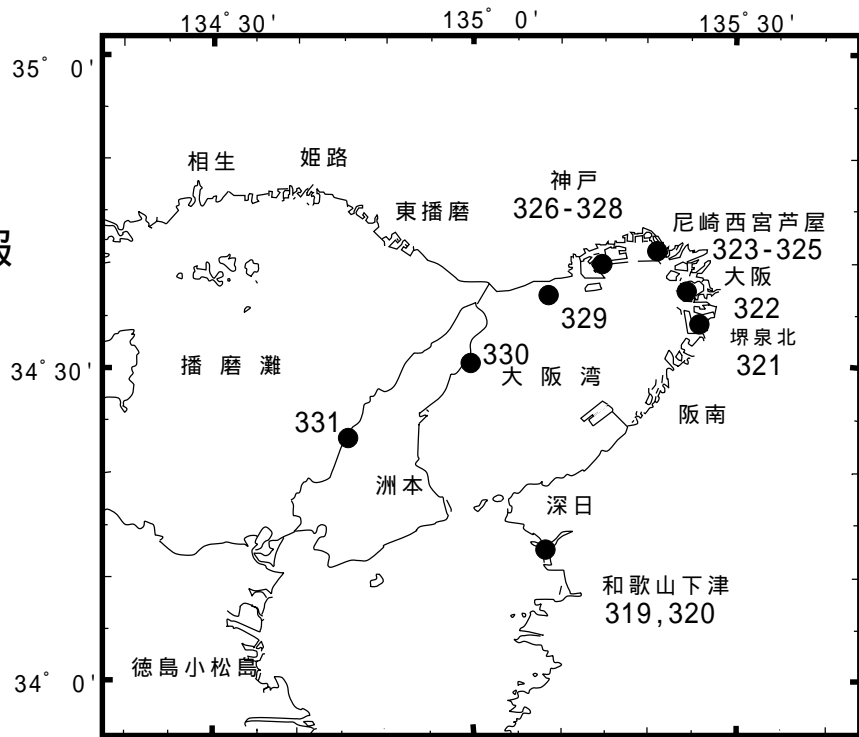 134° 30'
135° 0'
135° 30'
35° 0'
相生
姫路
神戸
326-328
東播磨
尼崎西宮芦屋
323-325
報
大阪
322
329
堺泉北
321
330
播磨灘
大阪湾
34° 30'
阪南
331
洲本
深日
和歌山下津
319,320
徳島小松島
34° 0'